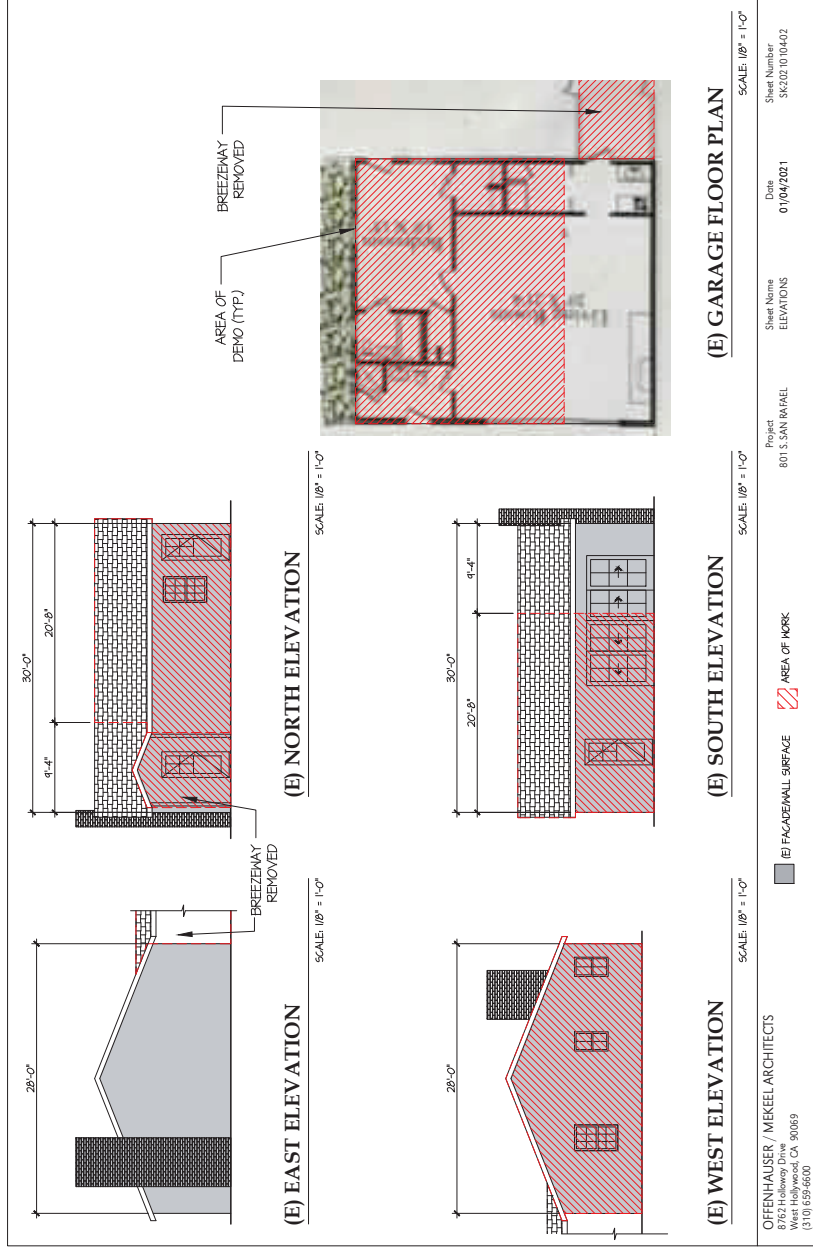 28'-0"
BREEZEWAY
REMOVED
(E) EAST ELEVATION
SCALE: 1/8" = 1'-0"
30'-0"
9'-4"
20'-8"
(E) NORTH ELEVATION
SCALE: 1/8" = 1'-0"
AREA OF
DEMO (TYP.)
BREEZEWAY
REMOVED
Bedroom
Living Room
(E) GARAGE FLOOR PLAN
SCALE: 1/8" = 1'-0"
28'-0"
(E) WEST ELEVATION
SCALE: 1/8" = 1'-0"
30'-0"
20'-8"
9'-4"
(E) SOUTH ELEVATION
SCALE: 1/8" = 1'-0"
(E) FACADE/WALL SURFACE
AREA OF WORK
OFFENHAUSER / MEKEEL ARCHITECTS
8762 Holloway Drive
West Hollywood, CA 90069
(310) 659-6600
Project
801 S. SAN RAFAEL
Sheet Name
ELEVATIONS
Date
01/04/2021
Sheet Number
SK20210104-02